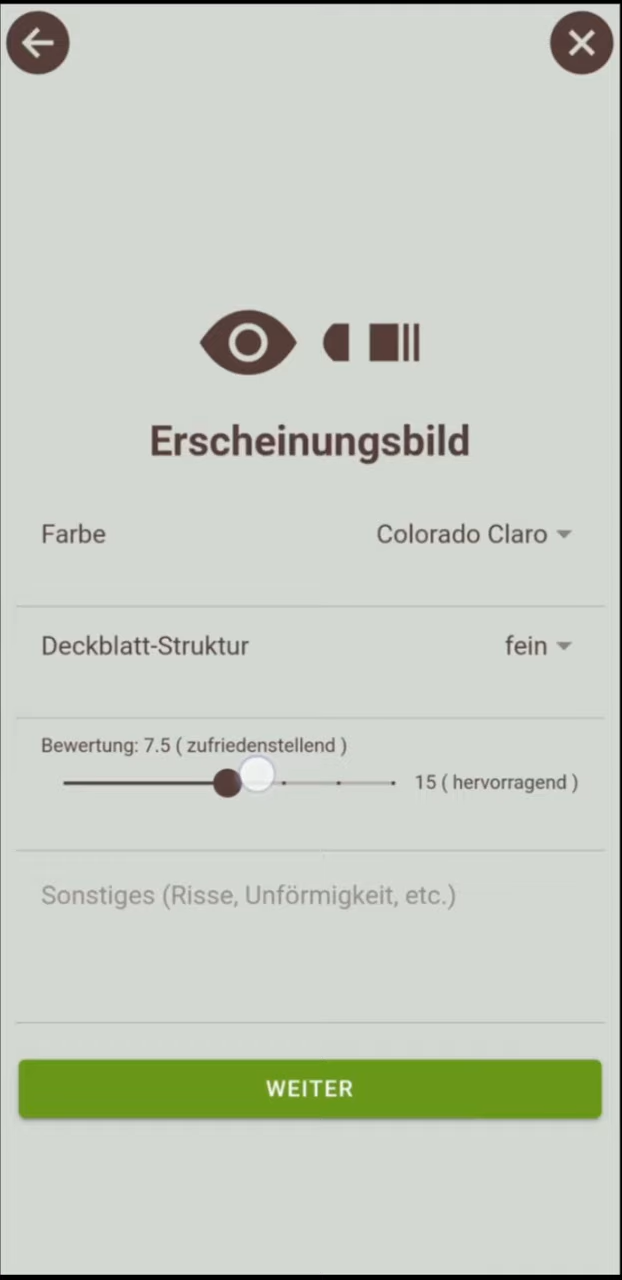 Erscheinungsbild
Farbe Colorado Claro
Deckblatt-Struktur fein
Bewertung: 7.5 ( zufriedenstellend )
15 ( hervorragend )
Sonstiges (Risse, Unförmigkeit, etc.)
WEITER